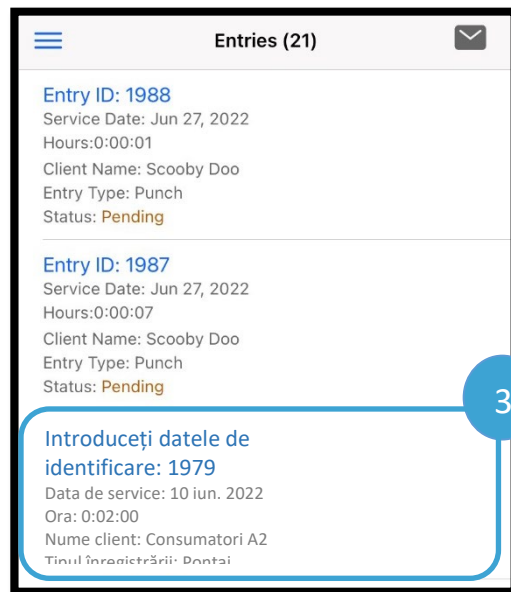 Entries (21)
Entry ID: 1988
Service Date: Jun 27, 2022
Hours:0:00:01
Client Name: Scooby Doo
Entry Type: Punch
Status: Pending
Entry ID: 1987
Service Date: Jun 27, 2022
Hours:0:00:07
Client Name: Scooby Doo
Entry Type: Punch
Status: Pending
3
Introduceți datele de
identificare: 1979
Data de service: 10 iun. 2022
Ora: 0:02:00
Nume client: Consumatori A2
Tipul înregistrării: Pontaj